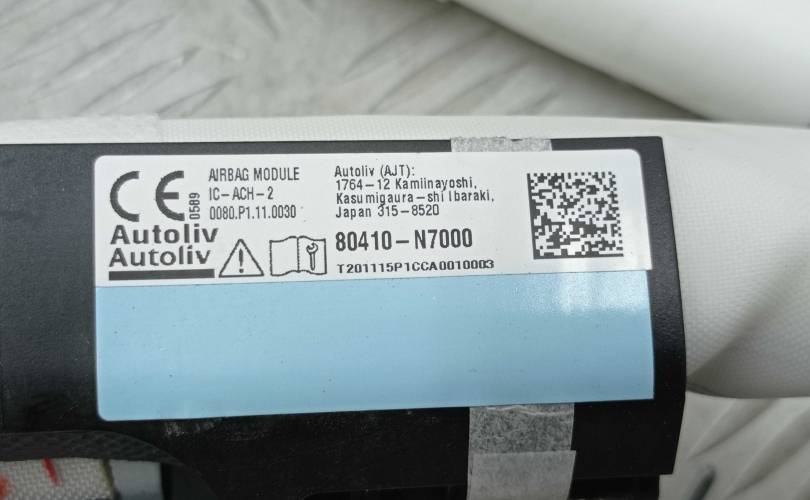 CE
0589
AIRBAG MODULE
IC-ACH-2
0080.P1.11.0030
Autoliv
Autoliv
Autoliv (AJT):
1764-12 Kamiinayoshi,
Kasumigaura-shi Ibaraki,
Japan 315-8520
80410-N7000
T201115P1CCA0010003